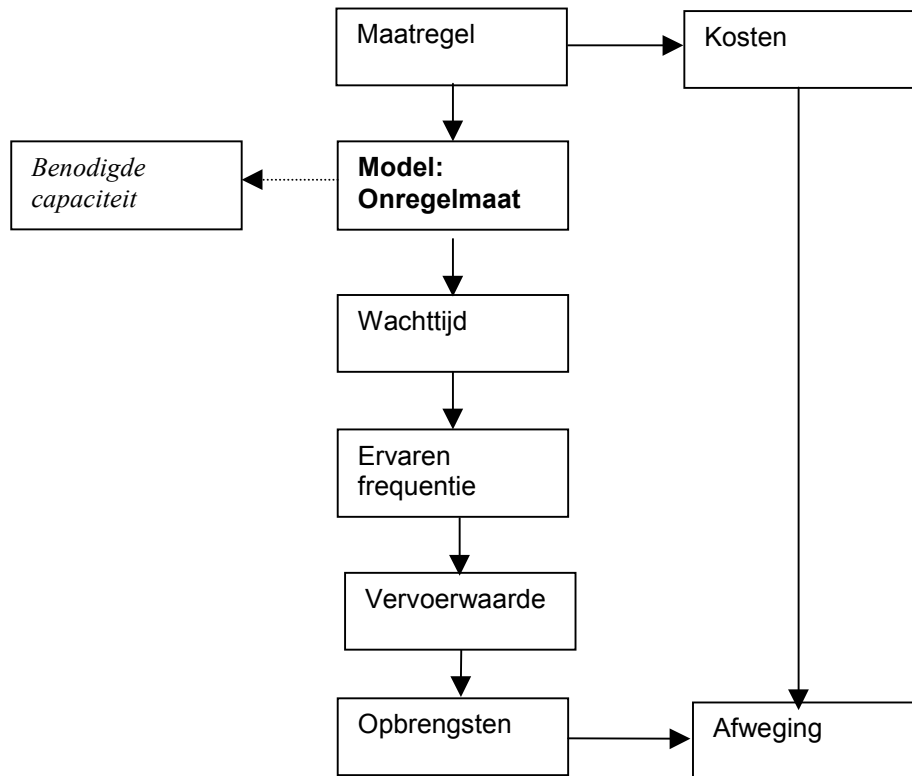 Maatregel
Kosten
Benodigde
capaciteit
Model:
Onregelmaat
Wachttijd
Ervaren
frequentie
Vervoerwaarde
Opbrengsten
Afweging